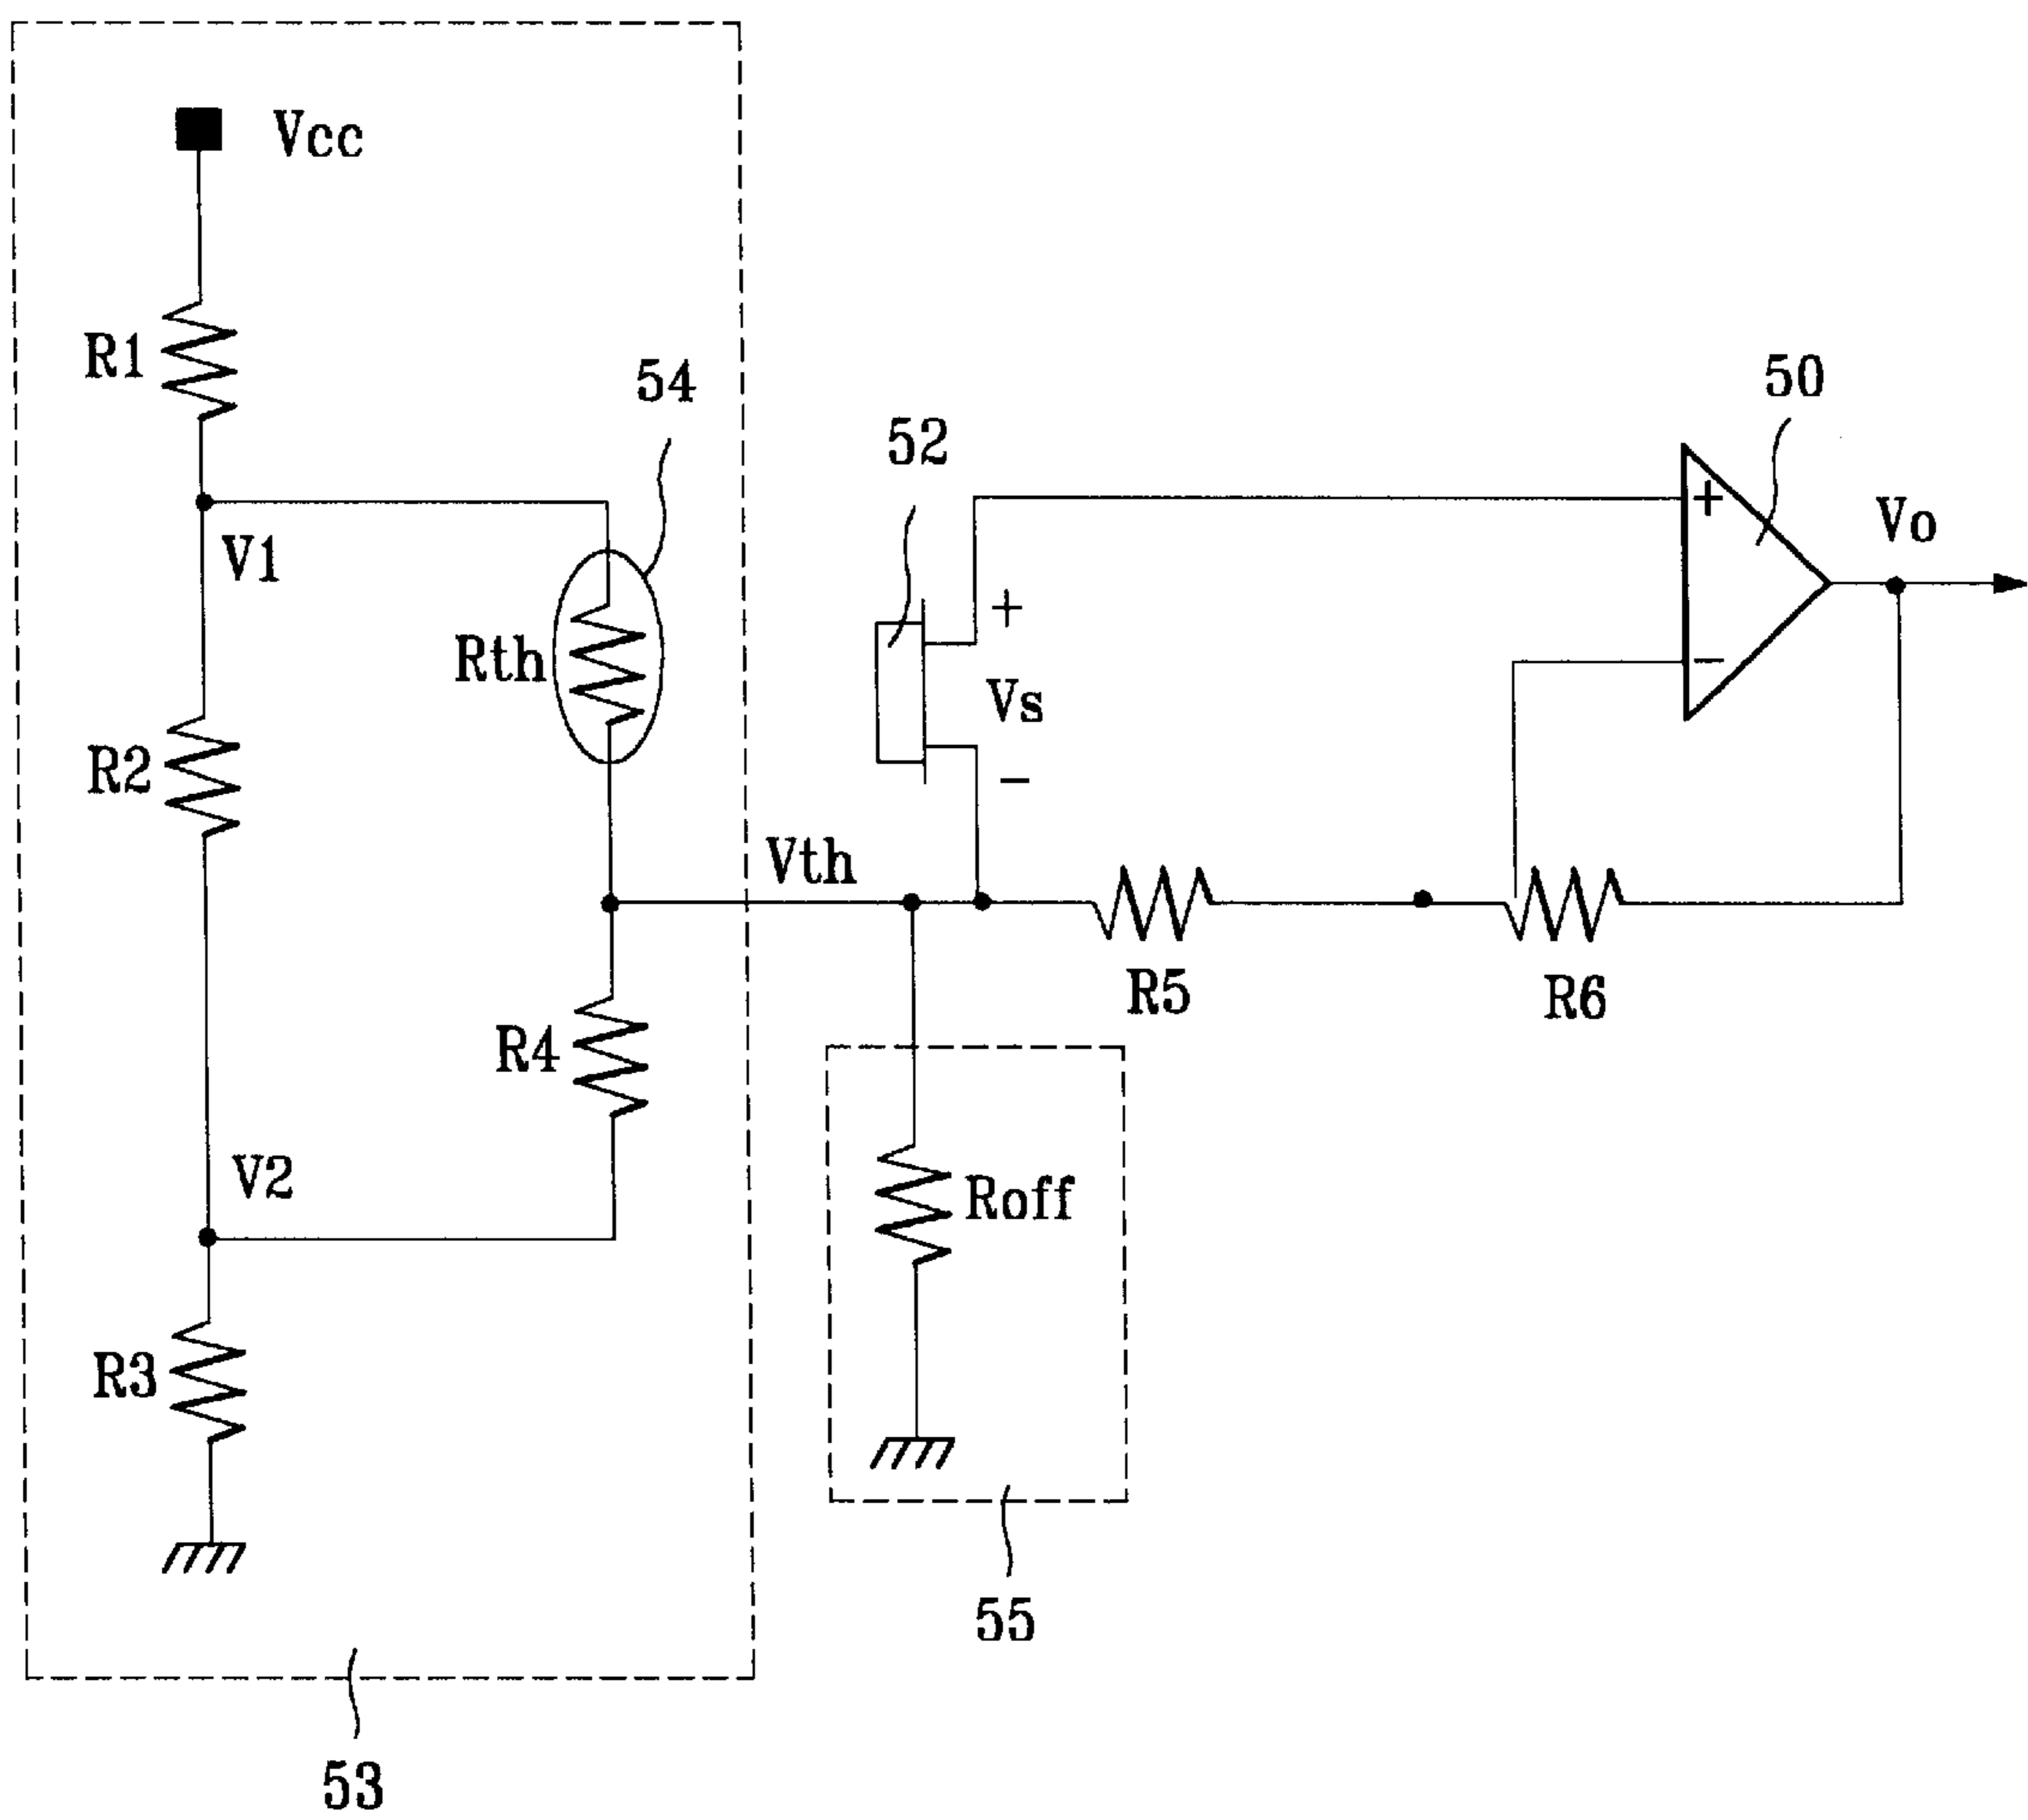 Vcc
R1
54
50
52
+
Vo
V1
+
Rth
−
Vs
R2
−
Vth
R5
R6
R4
V2
Roff
R3
55
53